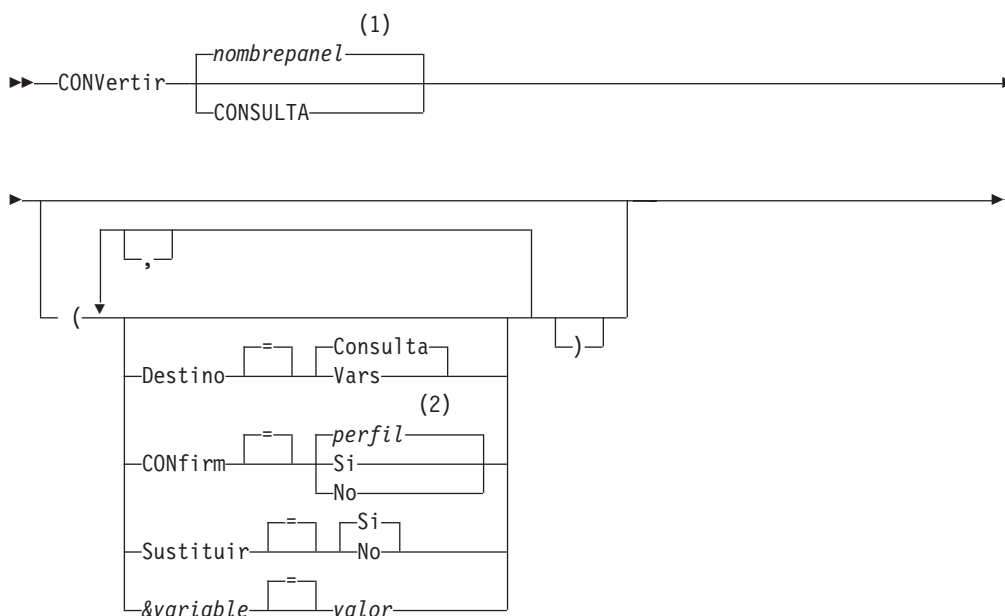 (1)
nombrepanel
CONVertir
CONSULTA
,
(
)
Destino = Consulta
Vars
(2)
CONfirm = perfil
Si
No
Sustituir = Si
No
&variable = valor